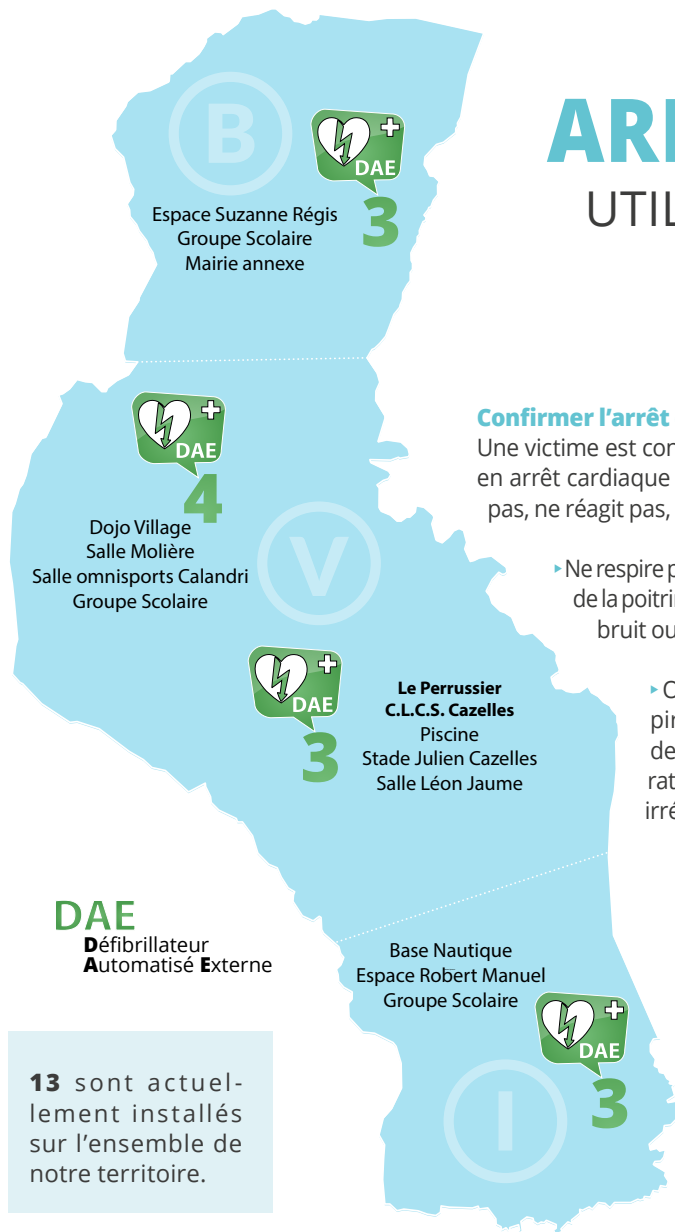 B
DAE
3
Espace Suzanne Régis
Groupe Scolaire
Mairie annexe
DAE
4
Dojo Village
Salle Molière
Salle omnisports Calandri
Groupe Scolaire
V
DAE
3
Le Perrussier
C.L.C.S. Cazelles
Piscine
Stade Julien Cazelles
Salle Léon Jaume
DAE
Défibrillateur
Automatisé Externe
Base Nautique
Espace Robert Manuel
Groupe Scolaire
DAE
3
I
13 sont actuel-
lement installés
sur l'ensemble de
notre territoire.
UTIL
Confirmer l'arrêt
Une victime est con
en arrêt cardiaque
pas, ne réagit pas,
▸Ne respire p
de la poitri
bruit ou
pir
de
rat
irré